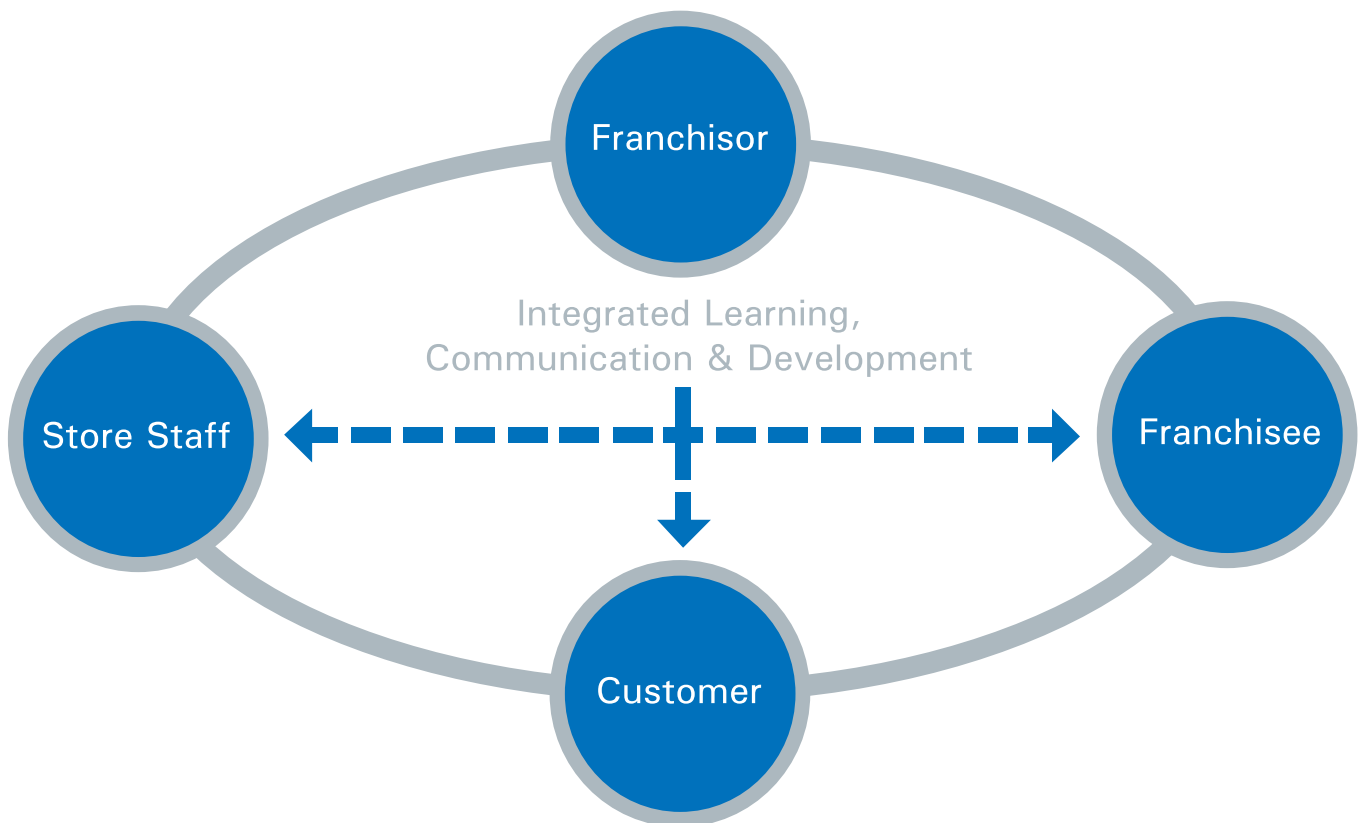 Franchisor
Integrated Learning,
Communication & Development
Store Staff
Franchisee
Customer